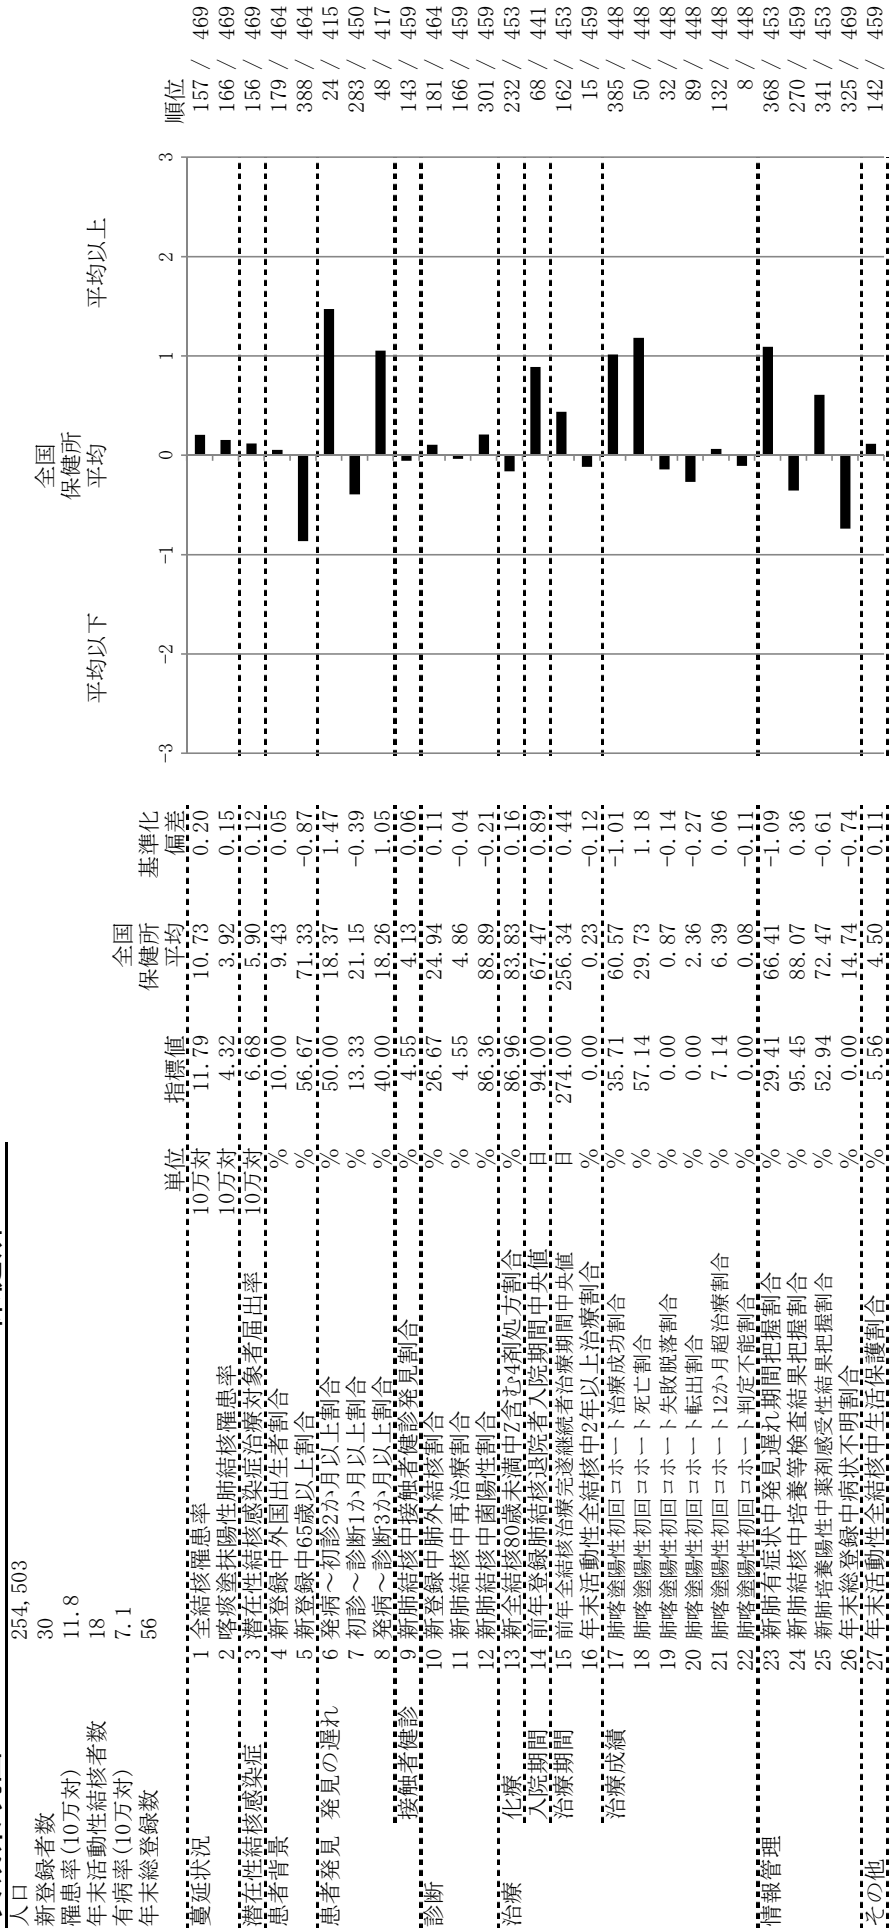 人口 254,503
新登録者数 30
罹患率(10万対) 11.8
年末活動性結核者数 18
有病率(10万対) 7.1
年末総登録数 56
単位 指標値 全国保健所平均 基準化偏差 平均以下 全国保健所平均 平均以上 順位
-3 -2 -1 0 1 2 3
蔓延状況 1 全結核罹患率 10万対 11.79 10.73 0.20 157 / 469
2 喀痰塗抹陽性肺結核罹患率 10万対 4.32 3.92 0.15 166 / 469
潜在性結核感染症 3 潜在性結核感染症治療対象者届出率 10万対 6.68 5.90 0.12 156 / 469
患者背景 4 新登録中外国出生者割合 % 10.00 9.43 0.05 179 / 464
5 新登録中65歳以上割合 % 56.67 71.33 -0.87 388 / 464
患者発見 発見の遅れ 6 発病～初診2か月以上割合 % 50.00 18.37 1.47 24 / 415
7 初診～診断1か月以上割合 % 13.33 21.15 -0.39 283 / 450
8 発病～診断3か月以上割合 % 40.00 18.26 1.05 48 / 417
接触者健診 9 新肺結核中接触者健診発見割合 % 4.55 4.13 0.06 143 / 459
診断 10 新登録中肺外結核割合 % 26.67 24.94 0.11 181 / 464
11 新肺結核中再治療割合 % 4.55 4.86 -0.04 166 / 459
12 新肺結核中菌陽性割合 % 86.36 88.89 -0.21 301 / 459
治療 化療 13 新全結核80歳未満中Z含む4剤処方割合 % 86.96 83.83 0.16 232 / 453
入院期間 14 前年登録肺結核退院者入院期間中央値 日 94.00 67.47 0.89 68 / 441
治療期間 15 前年全結核治療完遂継続者治療期間中央値 日 274.00 256.34 0.44 162 / 453
16 年末活動性全結核中2年以上治療割合 % 0.00 0.23 -0.12 15 / 459
治療成績 17 肺喀塗陽性初回コホート治療成功割合 % 35.71 60.57 -1.01 385 / 448
18 肺喀塗陽性初回コホート死亡割合 % 57.14 29.73 1.18 50 / 448
19 肺喀塗陽性初回コホート失敗脱落割合 % 0.00 0.87 -0.14 32 / 448
20 肺喀塗陽性初回コホート転出割合 % 0.00 2.36 -0.27 89 / 448
21 肺喀塗陽性初回コホート12か月超治療割合 % 7.14 6.39 0.06 132 / 448
22 肺喀塗陽性初回コホート判定不能割合 % 0.00 0.08 -0.11 8 / 448
情報管理 23 新肺有症状中発見遅れ期間把握割合 % 29.41 66.41 -1.09 368 / 453
24 新肺結核中培養等検査結果把握割合 % 95.45 88.07 0.36 270 / 459
25 新肺培養陽性中薬剤感受性結果把握割合 % 52.94 72.47 -0.61 341 / 453
26 年末総登録中病状不明割合 % 0.00 14.74 -0.74 325 / 469
その他 27 年末活動性全結核中生活保護割合 % 5.56 4.50 0.11 142 / 459